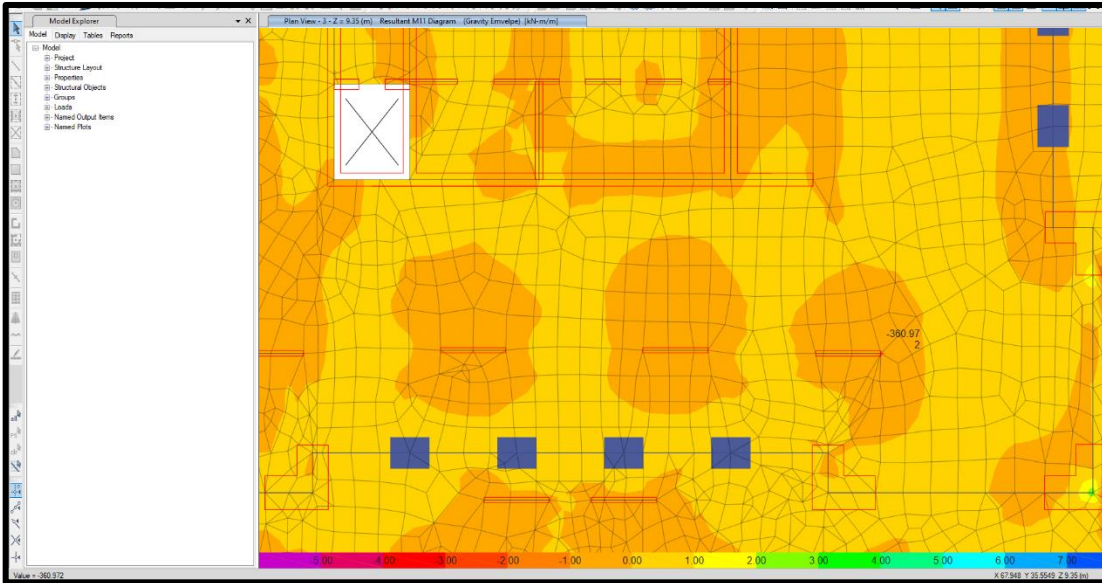 Model Explorer
Plan View - 3 - Z = 9.35 (m) Resultant M11 Diagram (Gravity Envelpe) [kN-m/m]
Model Display Tables Reports
Model
Project
Structure Layout
Properties
Structural Objects
Groups
Loads
Named Output Items
Named Plots
-360.97
2
-5.00 -4.00 -3.00 -2.00 -1.00 0.00 1.00 2.00 3.00 4.00 5.00 6.00 7.00
Value = -360.972
X 67.948 Y 35.5549 Z 9.35 (m)